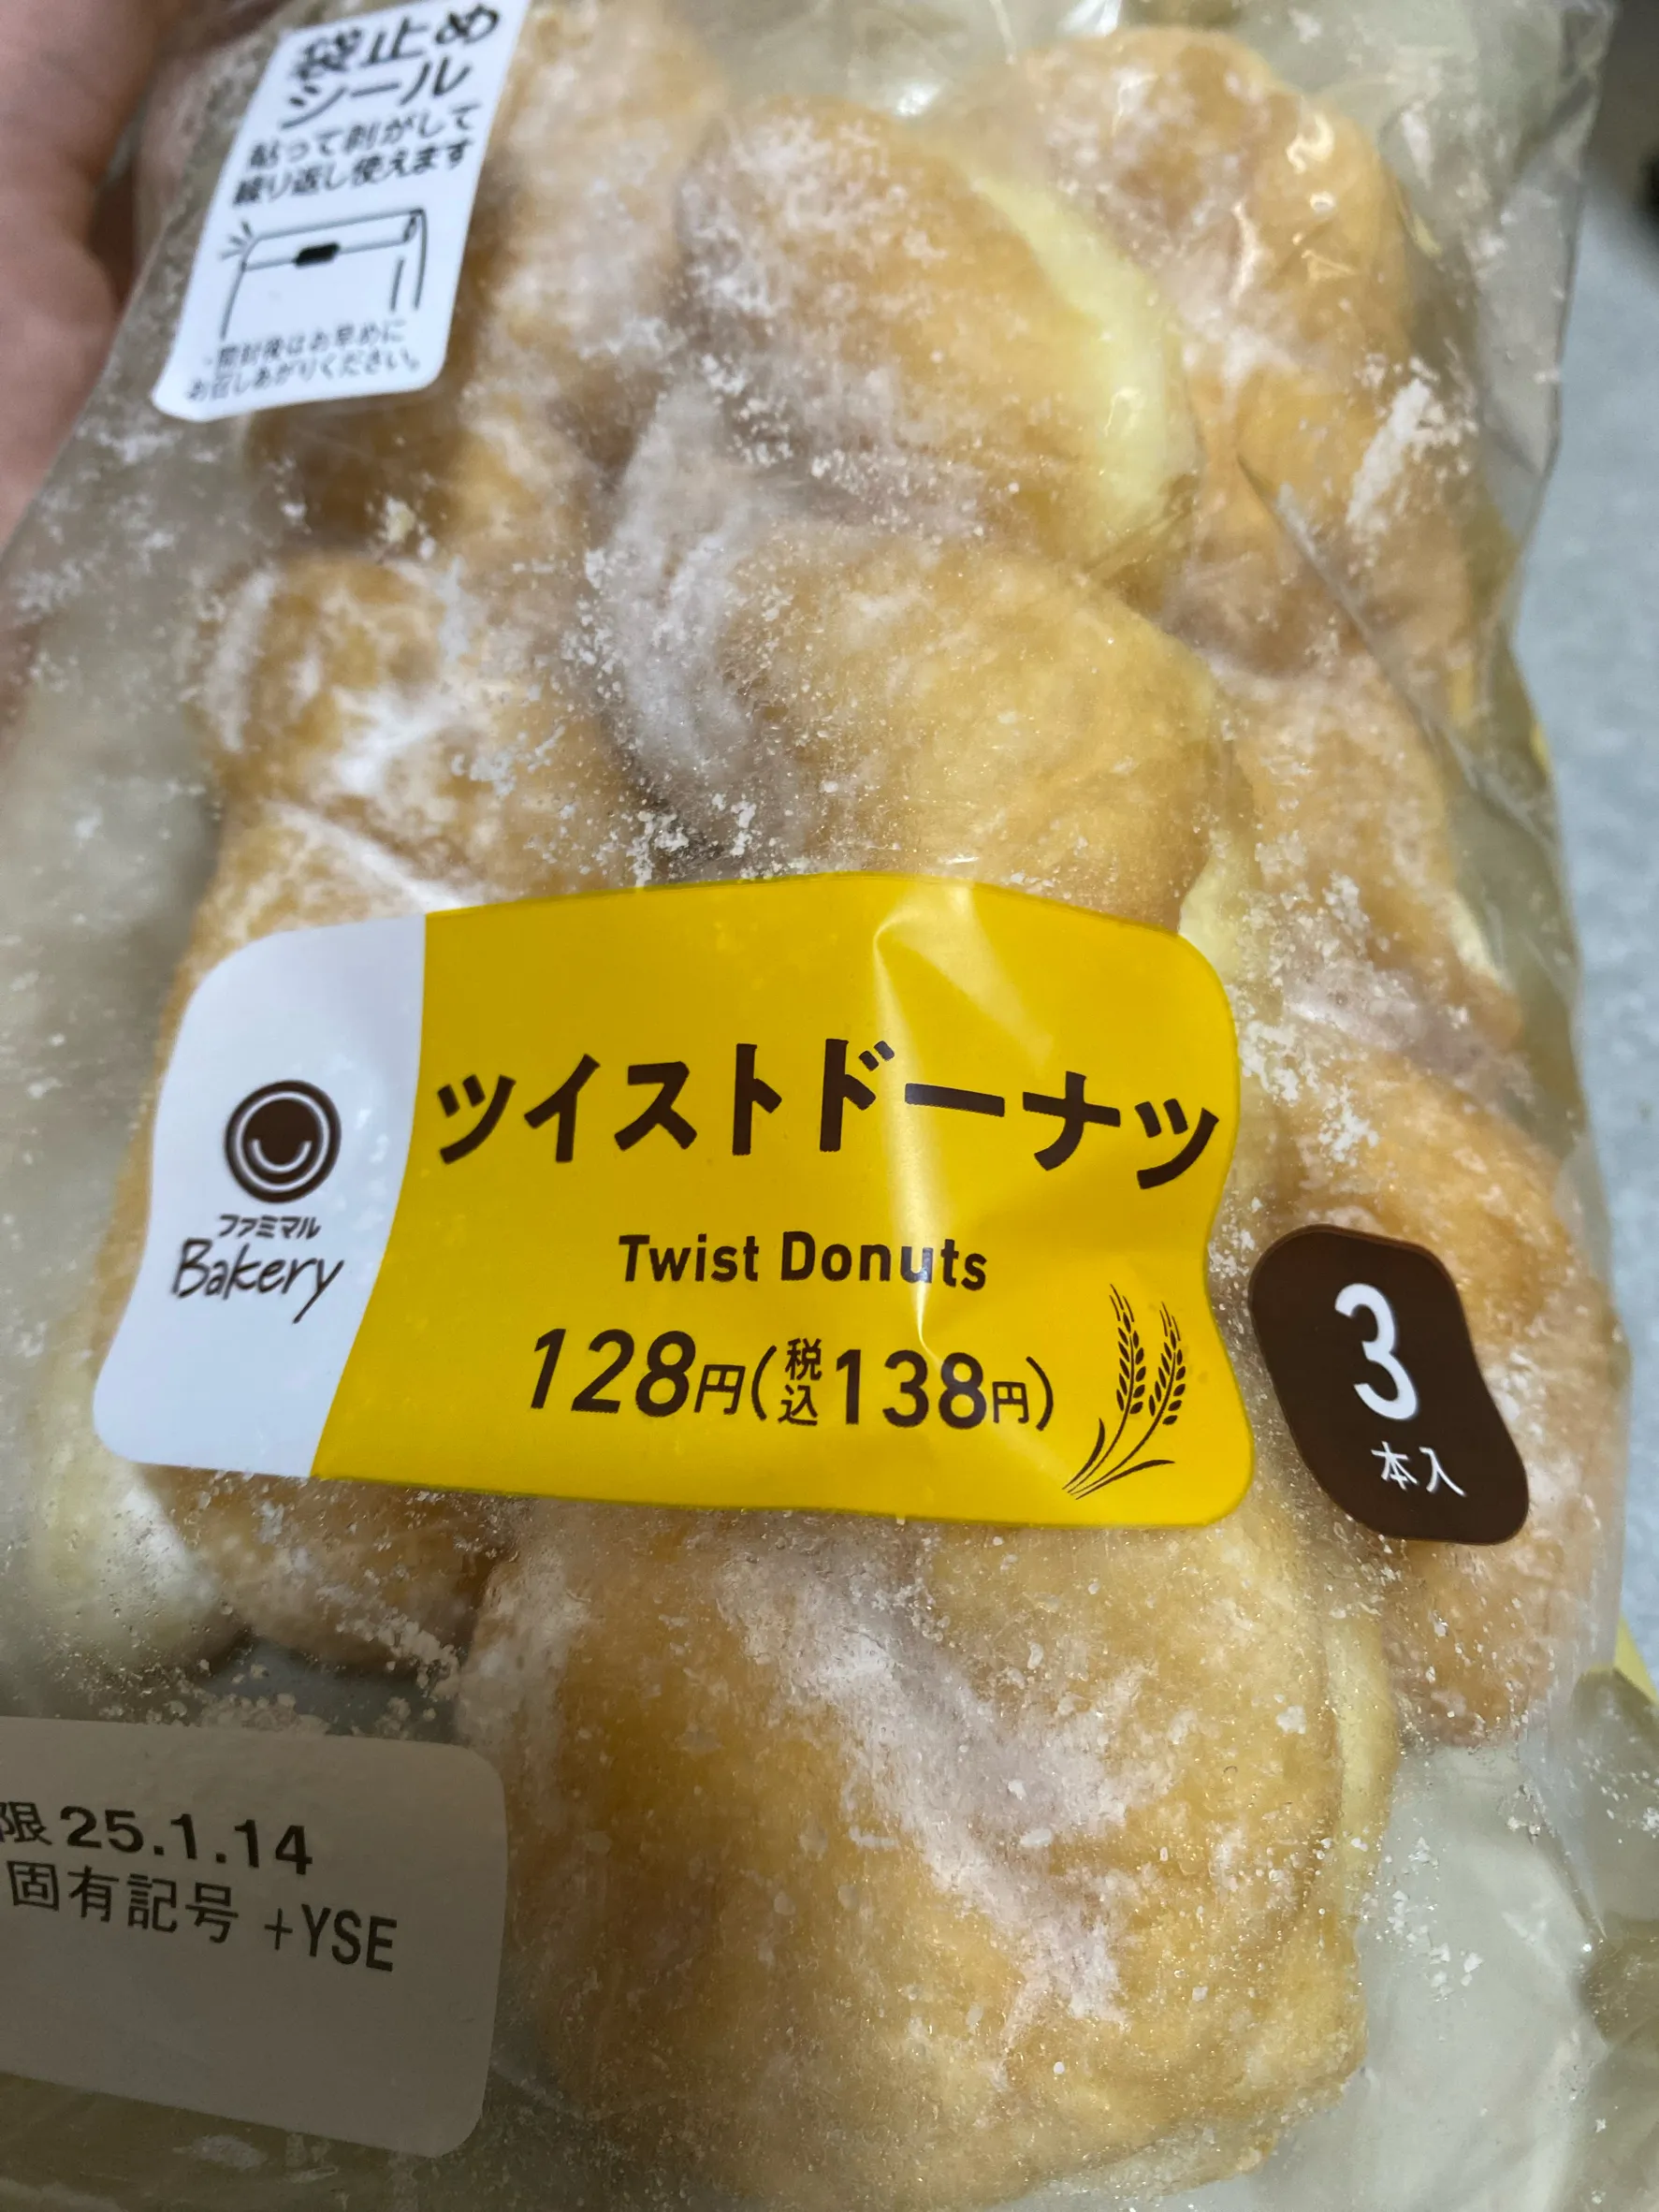 袋止め
シール
貼って剥がして
繰り返し使えます
・開封後はお早めに
お召しあがりください。
ツイストドーナツ
ファミマル
Bakery
Twist Donuts
128円(税込138円)
3
本入
限 25.1.14
固有記号 +YSE